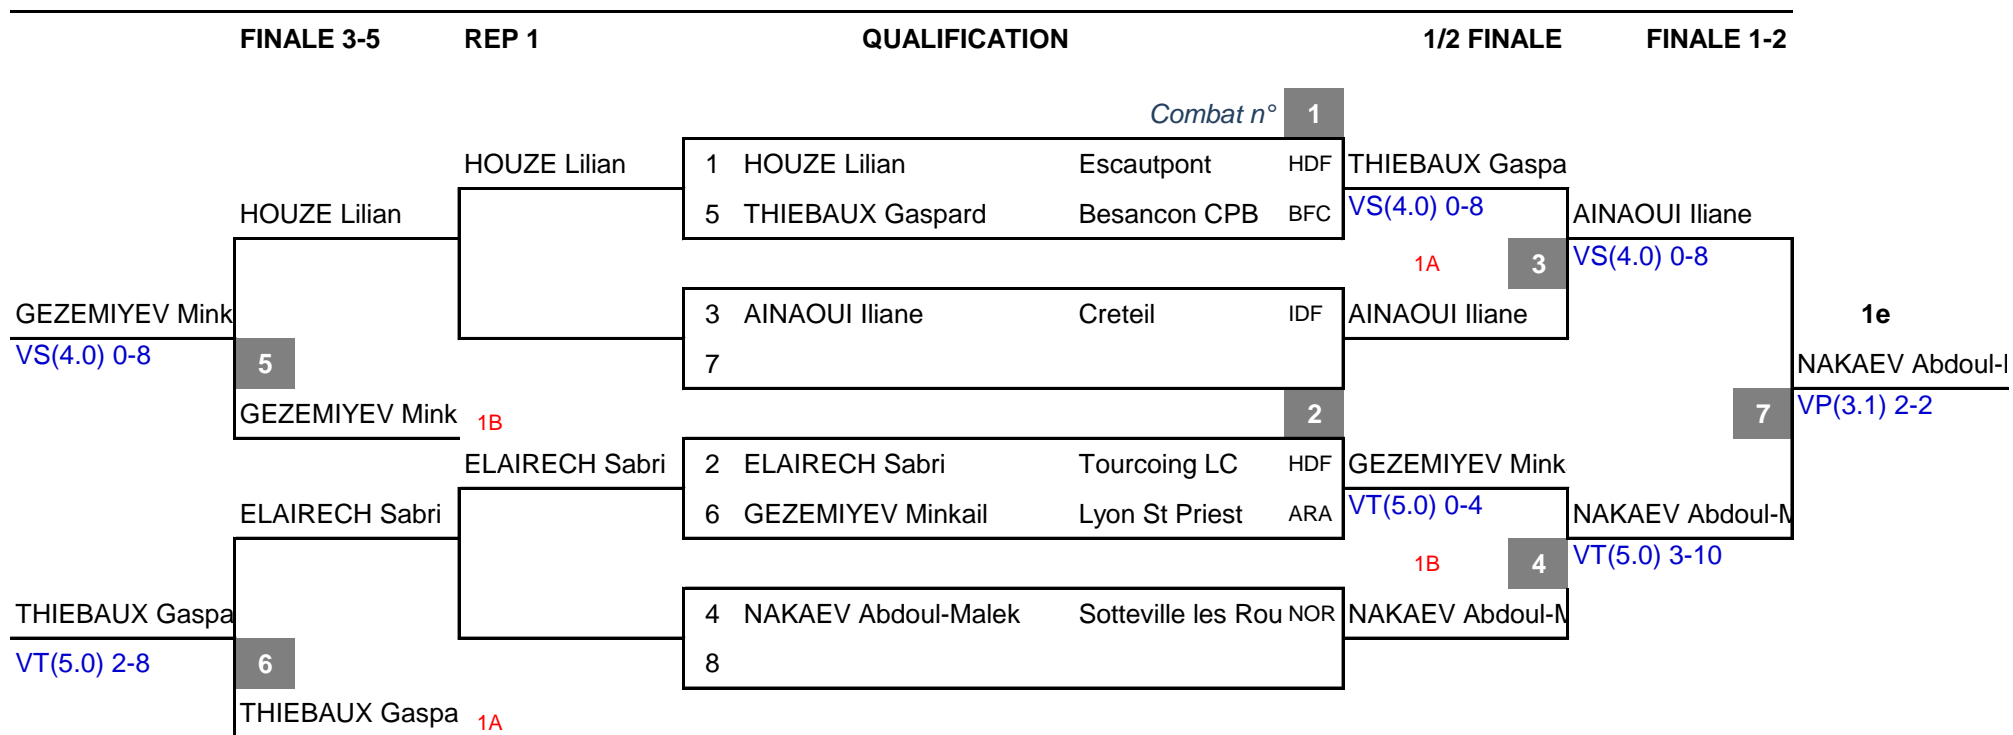 FINALE 3-5 REP 1 QUALIFICATION 1/2 FINALE FINALE 1-2
Combat n° 1
HOUZE Lilian 1 HOUZE Lilian Escautpont HDF THIEBAUX Gaspa
HOUZE Lilian 5 THIEBAUX Gaspard Besancon CPB BFC VS(4.0) 0-8 AINAOUI Iliane
1A 3 VS(4.0) 0-8
GEZEMIYEV Mink 3 AINAOUI Iliane Creteil IDF AINAOUI Iliane 1e
VS(4.0) 0-8 5 7 NAKAEV Abdoul-
GEZEMIYEV Mink 1B 2 7 VP(3.1) 2-2
ELAIRECH Sabri 2 ELAIRECH Sabri Tourcoing LC HDF GEZEMIYEV Mink
ELAIRECH Sabri 6 GEZEMIYEV Minkail Lyon St Priest ARA VT(5.0) 0-4 NAKAEV Abdoul-M
1B 4 VT(5.0) 3-10
THIEBAUX Gaspa 4 NAKAEV Abdoul-Malek Sotteville les Rou NOR NAKAEV Abdoul-M
VT(5.0) 2-8 6 8
THIEBAUX Gaspa 1A